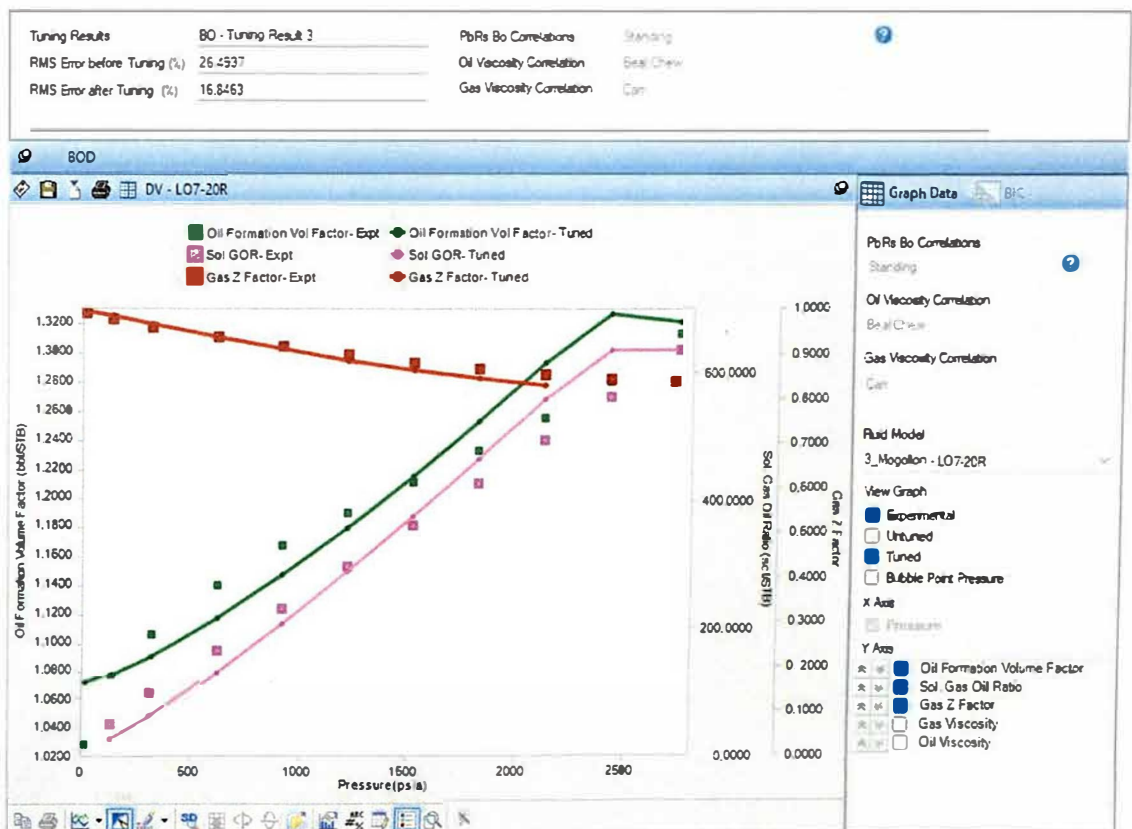 Tuning Results BO - Tuning Result 3 PbRs Bo Correlations Standing
RMS Error before Tuning (%) 26.4937 Oil Viscosity Correlation Beal Chew
RMS Error after Tuning (%) 16.8463 Gas Viscosity Correlation Carr
BOD
DV - LO7-20R
Graph Data BIC -
Oil Formation Vol Factor- Expt Oil Formation Vol Factor- Tuned
Sol GOR- Expt Sol GOR- Tuned
Gas Z Factor- Expt Gas Z Factor- Tuned
1.3200
1.3000
1.2800
1.2600
1.2400
1.2200
1.2000
1.1800
1.1600
1.1400
1.1200
1.1000
1.0800
1.0600
1.0400
1.0200
Oil Formation Volume Factor (bbl/STB)
0 500 1000 1500 2000 2500
Pressure(psia)
600.0000
400.0000
200.0000
0.0000
Sol. Gas Oil Ratio (scf/STB)
1.0000
0.9000
0.8000
0.7000
0.6000
0.5000
0.4000
0.3000
0.2000
0.1000
0.0000
Gas Z Factor
PbRs Bo Correlations
Standing
Oil Viscosity Correlation
Beal Chew
Gas Viscosity Correlation
Carr
Fluid Model
3_Mogollon - LO7-20R
View Graph
Experimental
Untuned
Tuned
Bubble Point Pressure
X Axis
Pressure
Y Axis
Oil Formation Volume Factor
Sol. Gas Oil Ratio
Gas Z Factor
Gas Viscosity
Oil Viscosity